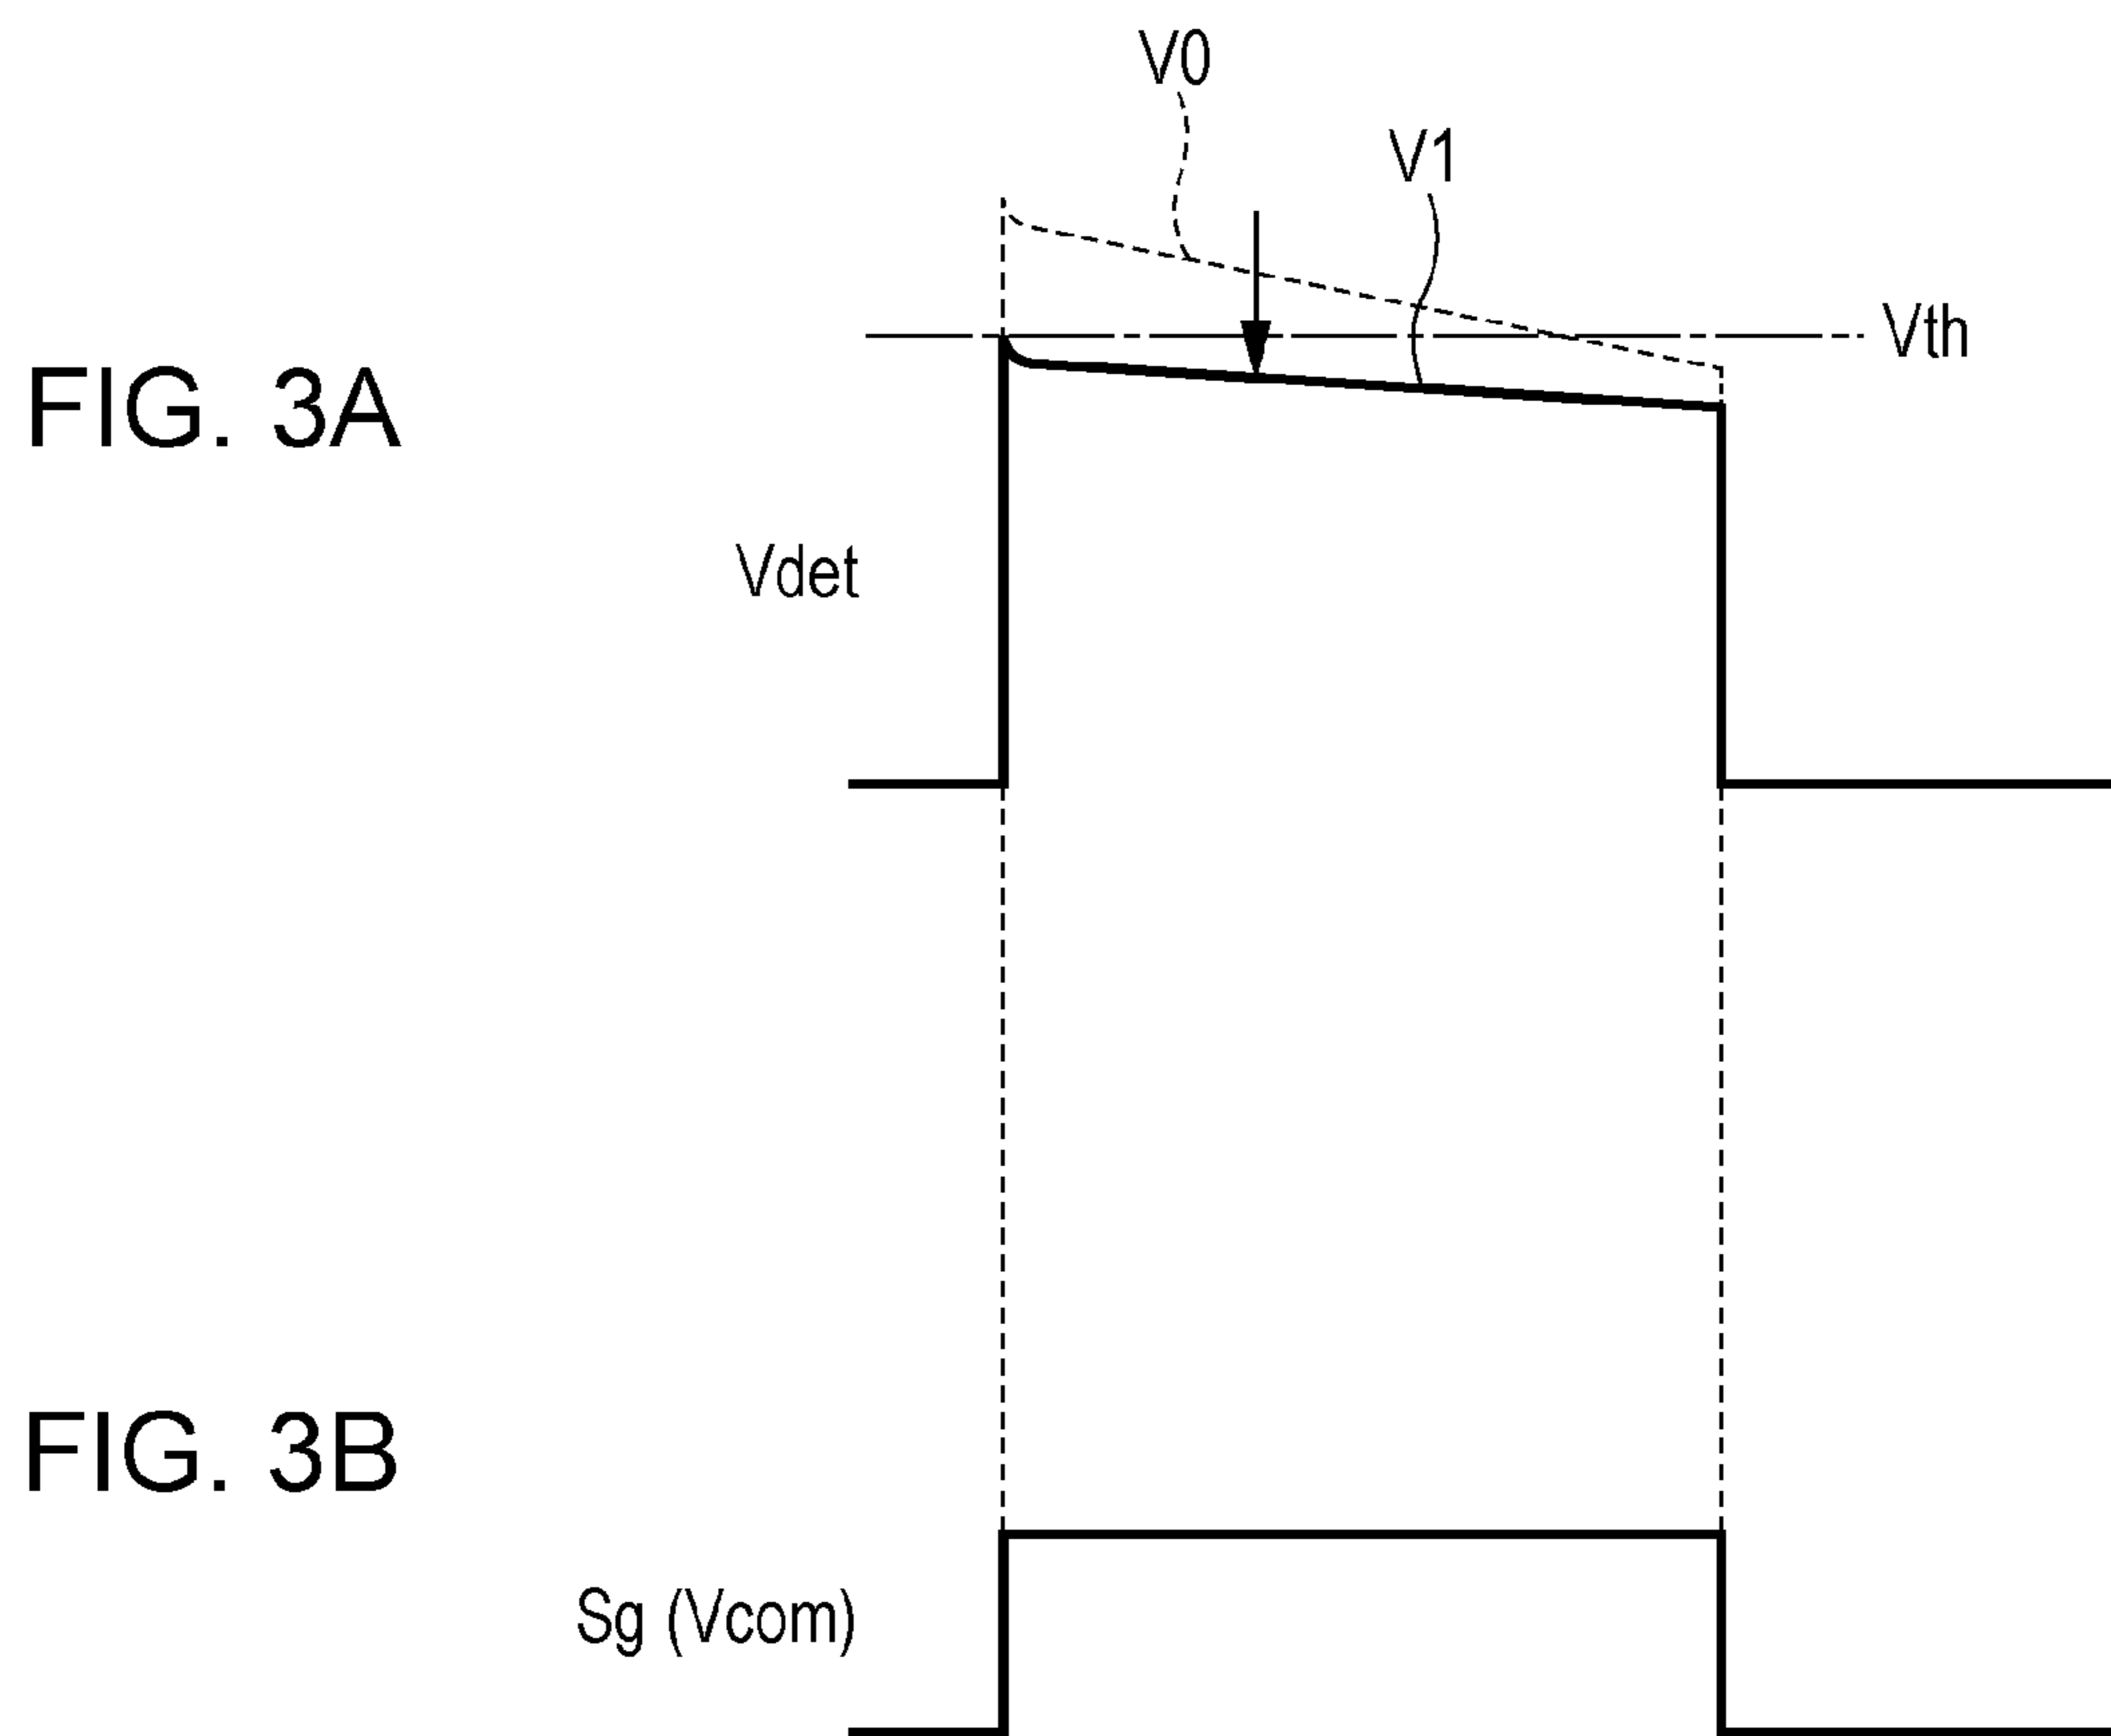 V0
V1
Vth
FIG. 3A
Vdet
FIG. 3B
Sg (Vcom)